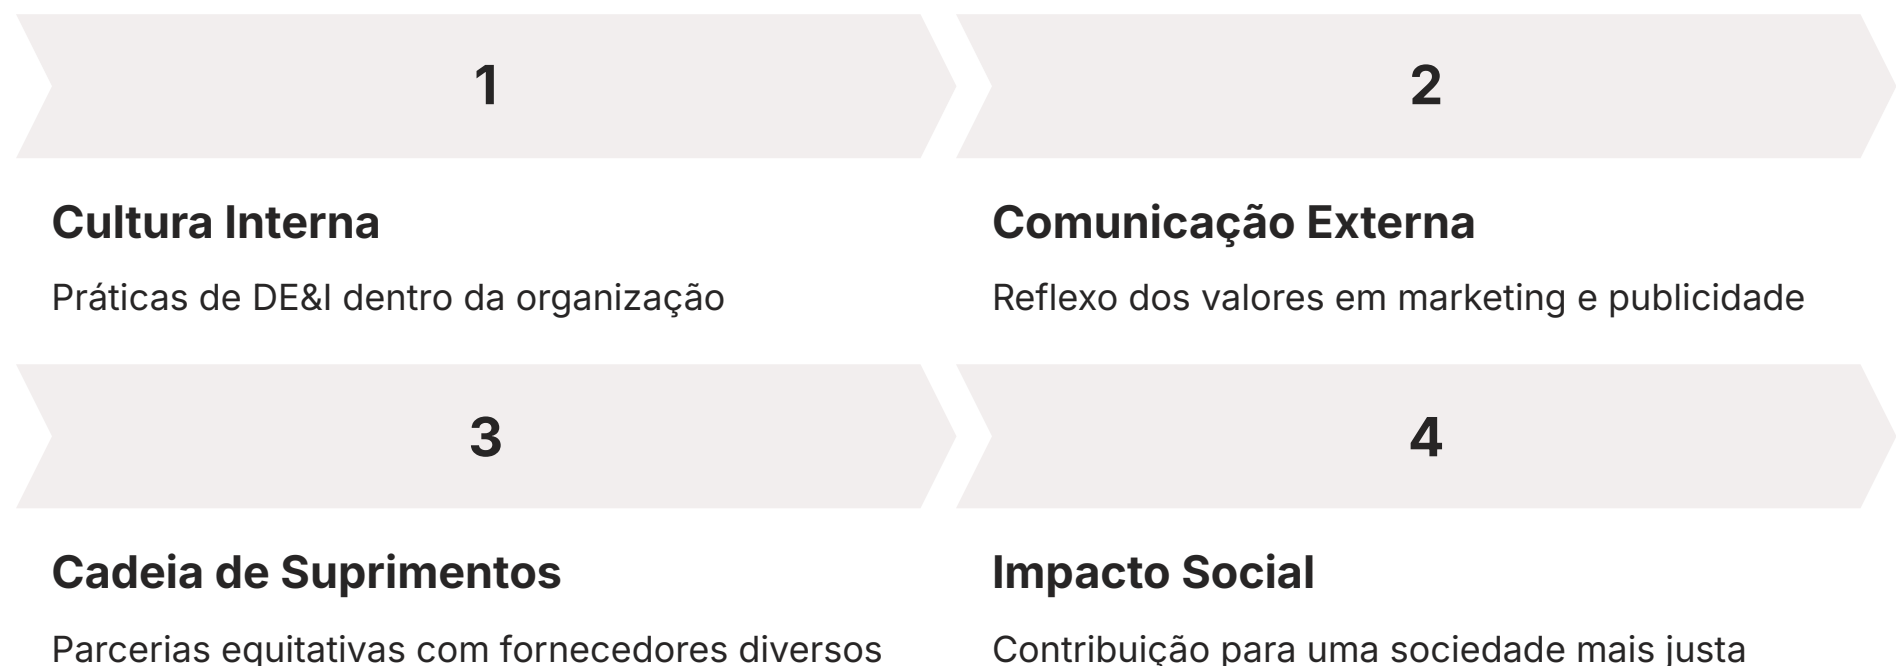 1
2
Cultura Interna
Práticas de DE&I dentro da organização
Comunicação Externa
Reflexo dos valores em marketing e publicidade
3
4
Cadeia de Suprimentos
Parcerias equitativas com fornecedores diversos
Impacto Social
Contribuição para uma sociedade mais justa